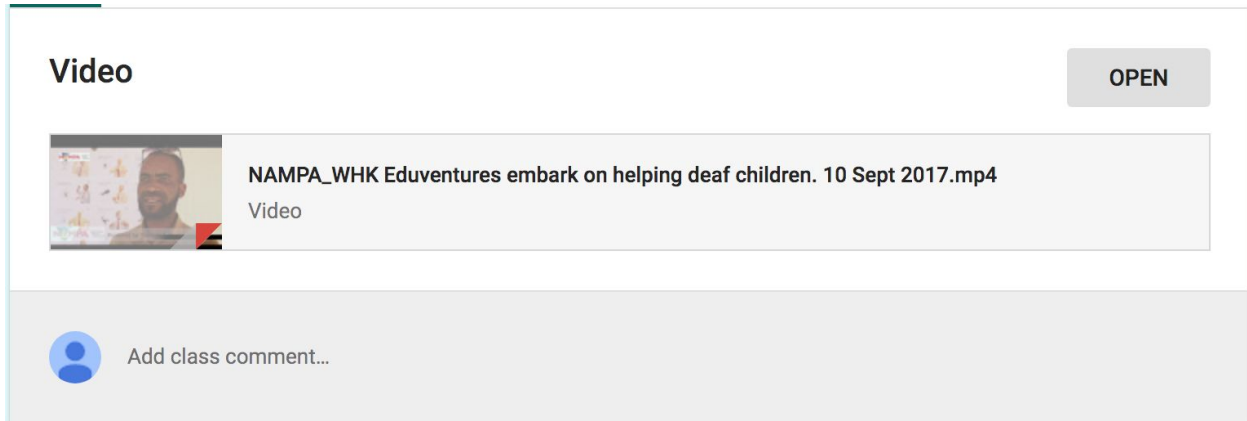 Video
OPEN
NAMPA_WHK Eduventures embark on helping deaf children. 10 Sept 2017.mp4
Video
Add class comment…